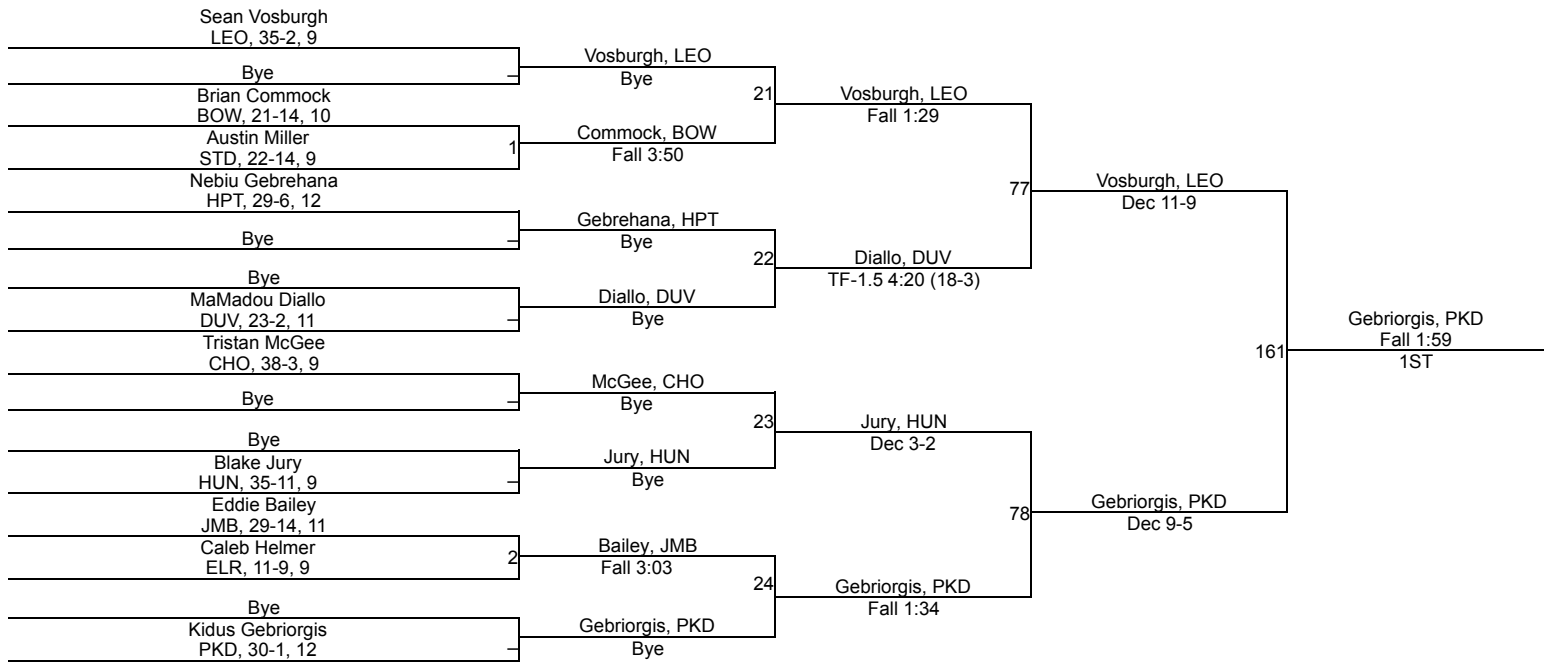 Sean Vosburgh
LEO, 35-2, 9
Bye
–
Brian Commock
BOW, 21-14, 10
Austin Miller
STD, 22-14, 9
1
Nebiu Gebrehana
HPT, 29-6, 12
Bye
–
Bye
MaMadou Diallo
DUV, 23-2, 11
–
Tristan McGee
CHO, 38-3, 9
Bye
–
Bye
Blake Jury
HUN, 35-11, 9
–
Eddie Bailey
JMB, 29-14, 11
Caleb Helmer
ELR, 11-9, 9
2
Bye
Kidus Gebriorgis
PKD, 30-1, 12
–
Vosburgh, LEO
Bye
21
Commock, BOW
Fall 3:50
Gebrehana, HPT
Bye
22
Diallo, DUV
Bye
McGee, CHO
Bye
23
Jury, HUN
Bye
Bailey, JMB
Fall 3:03
24
Gebriorgis, PKD
Bye
Vosburgh, LEO
Fall 1:29
77
Diallo, DUV
TF-1.5 4:20 (18-3)
Jury, HUN
Dec 3-2
78
Gebriorgis, PKD
Fall 1:34
Vosburgh, LEO
Dec 11-9
161
Gebriorgis, PKD
Dec 9-5
Gebriorgis, PKD
Fall 1:59
1ST